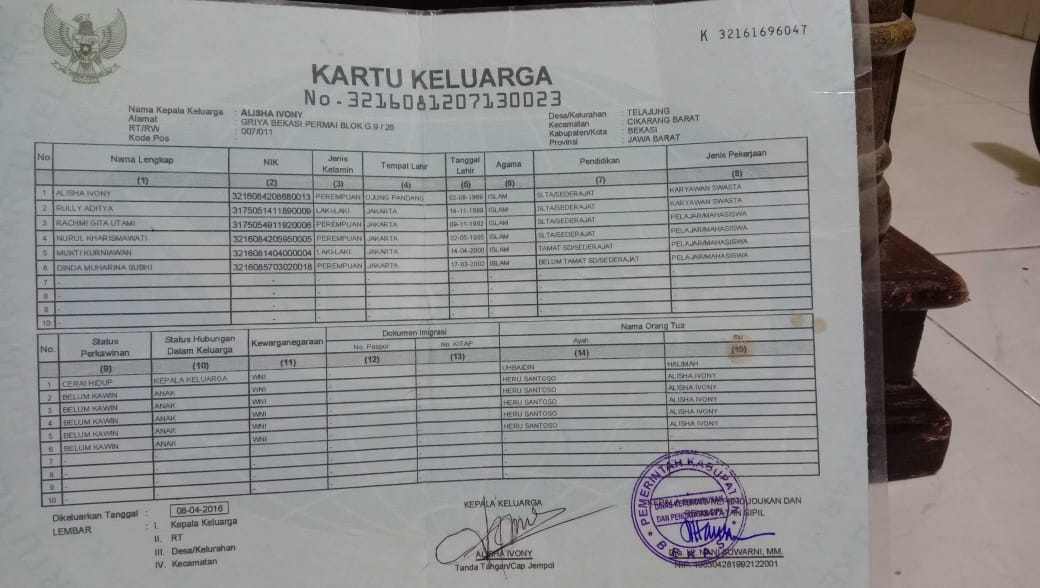 K 32161696047
KARTU KELUARGA
No.3216081207130023
Nama Kepala Keluarga : ALISHA IVONY
Alamat : GRIYA BEKASI PERMAI BLOK G.9 / 26
RT/RW : 007/011
Kode Pos :
Desa/Kelurahan : TELAJUNG
Kecamatan : CIKARANG BARAT
Kabupaten/Kota : BEKASI
Provinsi : JAWA BARAT
No Nama Lengkap NIK Jenis Kelamin Tempat Lahir Tanggal Lahir Agama Pendidikan Jenis Pekerjaan
(1) (2) (3) (4) (5) (6) (7) (8)
1 ALISHA IVONY 3216084208680013 PEREMPUAN UJUNG PANDANG 02-08-1968 ISLAM SLTA/SEDERAJAT KARYAWAN SWASTA
2 RULLY ADITYA 3175051411890009 LAKI-LAKI JAKARTA 14-11-1989 ISLAM SLTA/SEDERAJAT KARYAWAN SWASTA
3 RACHMI GITA UTAMI 3175054911920006 PEREMPUAN JAKARTA 09-11-1992 ISLAM SLTA/SEDERAJAT PELAJAR/MAHASISWA
4 NURUL KHARISMAWATI 3216084205950005 PEREMPUAN JAKARTA 02-05-1995 ISLAM SLTA/SEDERAJAT PELAJAR/MAHASISWA
5 MUKTI KURNIAWAN 3216081404000004 LAKI-LAKI JAKARTA 14-04-2000 ISLAM TAMAT SD/SEDERAJAT PELAJAR/MAHASISWA
6 DINDA MUHARINA SUBHI 3216085703020018 PEREMPUAN JAKARTA 17-03-2002 ISLAM BELUM TAMAT SD/SEDERAJAT PELAJAR/MAHASISWA
7 - - - - - - - -
8 - - - - - - - -
9 - - - - - - - -
10 - - - - - - - -
No. Status Perkawinan Status Hubungan Dalam Keluarga Kewarganegaraan Dokumen Imigrasi Nama Orang Tua
No. Paspor No. KITAP Ayah Ibu
(9) (10) (11) (12) (13) (14) (15)
1 CERAI HIDUP KEPALA KELUARGA WNI - - UHBAIDIN HALIMAH
2 BELUM KAWIN ANAK WNI - - HERU SANTOSO ALISHA IVONY
3 BELUM KAWIN ANAK WNI - - HERU SANTOSO ALISHA IVONY
4 BELUM KAWIN ANAK WNI - - HERU SANTOSO ALISHA IVONY
5 BELUM KAWIN ANAK WNI - - HERU SANTOSO ALISHA IVONY
6 BELUM KAWIN ANAK WNI - - HERU SANTOSO ALISHA IVONY
7 - - - - - - -
8 - - - - - - -
9 - - - - - - -
10 - - - - - - -
Dikeluarkan Tanggal : 08-04-2016
LEMBAR : I. Kepala Keluarga
II. RT
III. Desa/Kelurahan
IV. Kecamatan
KEPALA KELUARGA
ALISHA IVONY
Tanda Tangan/Cap Jempol
KEPALA DINAS KEPENDUDUKAN DAN
PENCATATAN SIPIL
PEMERINTAH KABUPATEN
DINAS KEPENDUDUKAN
DAN PENCATATAN SIPIL
BEKASI
NANI SUWARNI, MM.